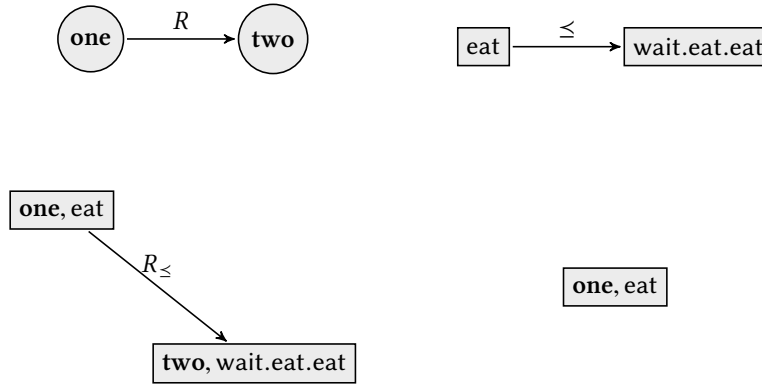 one R two
eat ⪯ wait.eat.eat
one, eat
R⪯
one, eat
two, wait.eat.eat